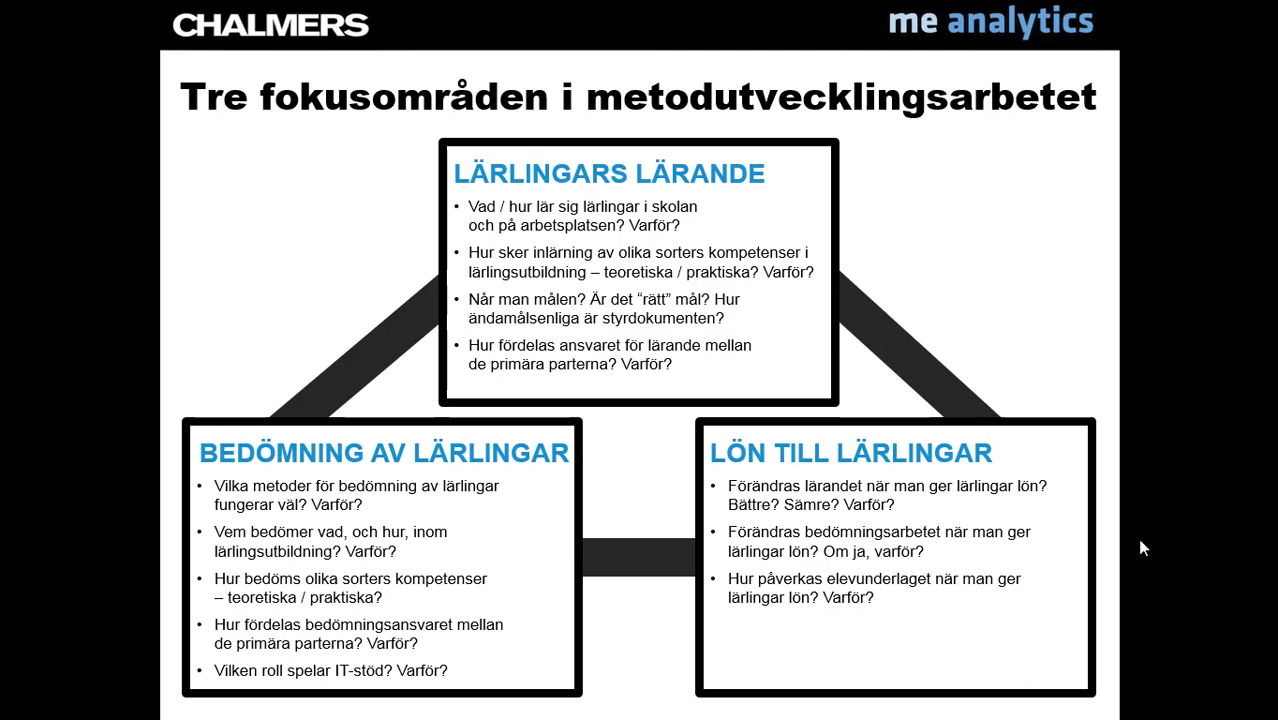 CHALMERS
me analytics
Tre fokusområden i metodutvecklingsarbetet
LÄRLINGARS LÄRANDE
• Vad / hur lär sig lärlingar i skolan
och på arbetsplatsen? Varför?
• Hur sker inlärning av olika sorters kompetenser i
lärlingsutbildning – teoretiska / praktiska? Varför?
• Når man målen? Är det “rätt” mål? Hur
ändamålsenliga är styrdokumenten?
• Hur fördelas ansvaret för lärande mellan
de primära parterna? Varför?
BEDÖMNING AV LÄRLINGAR
• Vilka metoder för bedömning av lärlingar
fungerar väl? Varför?
• Vem bedömer vad, och hur, inom
lärlingsutbildning? Varför?
• Hur bedöms olika sorters kompetenser
– teoretiska / praktiska?
• Hur fördelas bedömningsansvaret mellan
de primära parterna? Varför?
• Vilken roll spelar IT-stöd? Varför?
LÖN TILL LÄRLINGAR
• Förändras lärandet när man ger lärlingar lön?
Bättre? Sämre? Varför?
• Förändras bedömningsarbetet när man ger
lärlingar lön? Om ja, varför?
• Hur påverkas elevunderlaget när man ger
lärlingar lön? Varför?